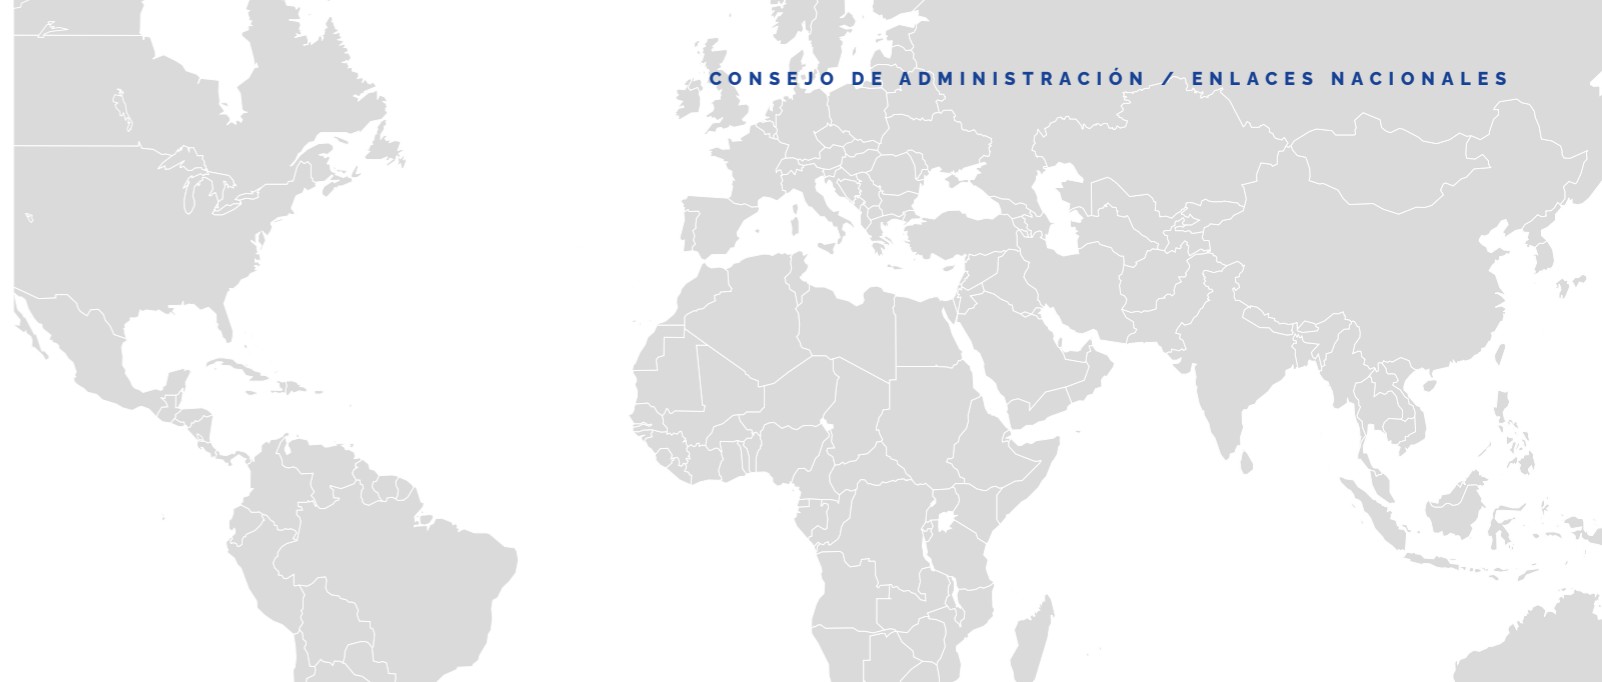 CONSEJO DE ADMINISTRACIÓN / ENLACES NACIONALES